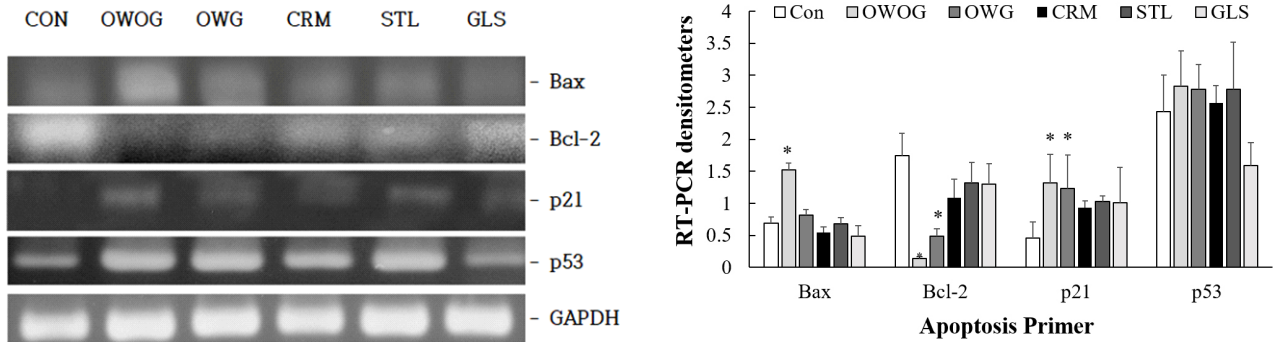 CON OWOG OWG CRM STL GLS
- Bax
- Bcl-2
- p21
- p53
- GAPDH
Con OWOG OWG CRM STL GLS
RT-PCR densitometers
4
3.5
3
2.5
2
1.5
1
0.5
0
* * * * *
Bax Bcl-2 p21 p53
Apoptosis Primer